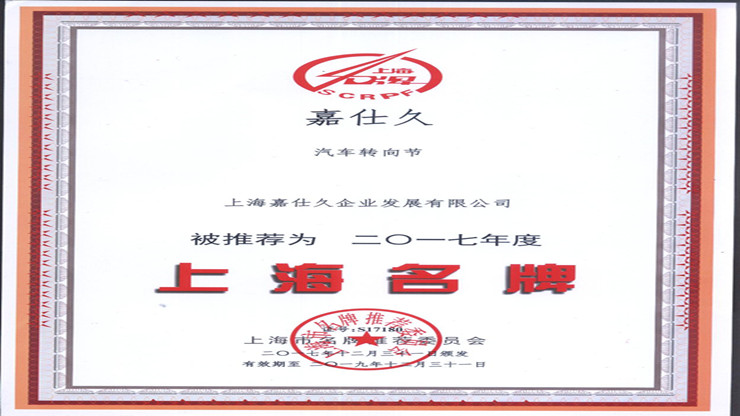 上海
名牌
SCRPF
嘉仕久
汽车转向节
上海嘉仕久企业发展有限公司
被推荐为 二〇一七年度
上海名牌
证号:S17180
上海市名牌推荐委员会
二〇一七年十二月三十一日颁发
有效期至 二〇一九年十二月三十一日